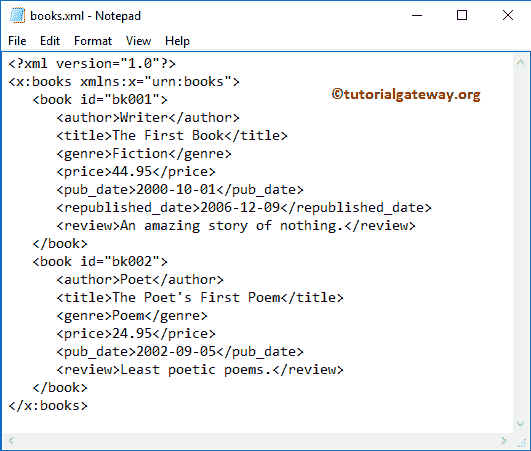 books.xml - Notepad
File Edit Format View Help
<?xml version="1.0"?>
<x:books xmlns:x="urn:books">
©tutorialgateway.org
<book id="bk001">
<author>Writer</author>
<title>The First Book</title>
<genre>Fiction</genre>
<price>44.95</price>
<pub_date>2000-10-01</pub_date>
<republished_date>2006-12-09</republished_date>
<review>An amazing story of nothing.</review>
</book>
<book id="bk002">
<author>Poet</author>
<title>The Poet's First Poem</title>
<genre>Poem</genre>
<price>24.95</price>
<pub_date>2002-09-05</pub_date>
<review>Least poetic poems.</review>
</book>
</x:books>